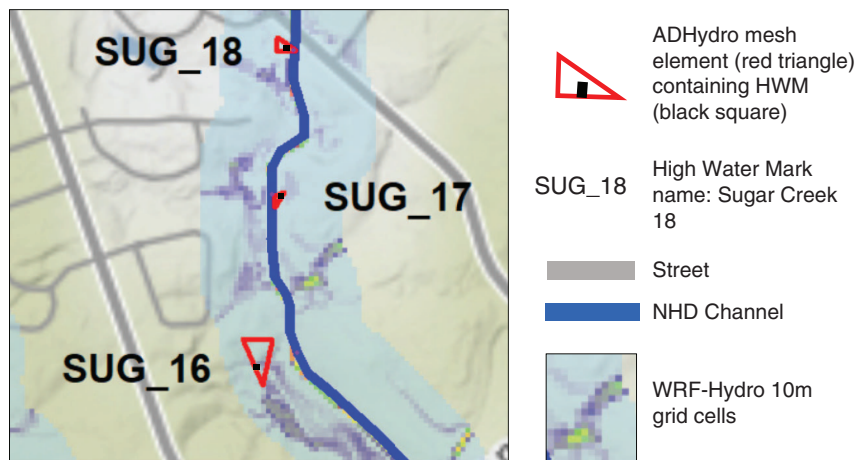 SUG_18
SUG_17
SUG_16
ADHydro mesh
element (red triangle)
containing HWM
(black square)
SUG_18
High Water Mark
name: Sugar Creek
18
Street
NHD Channel
WRF-Hydro 10m
grid cells